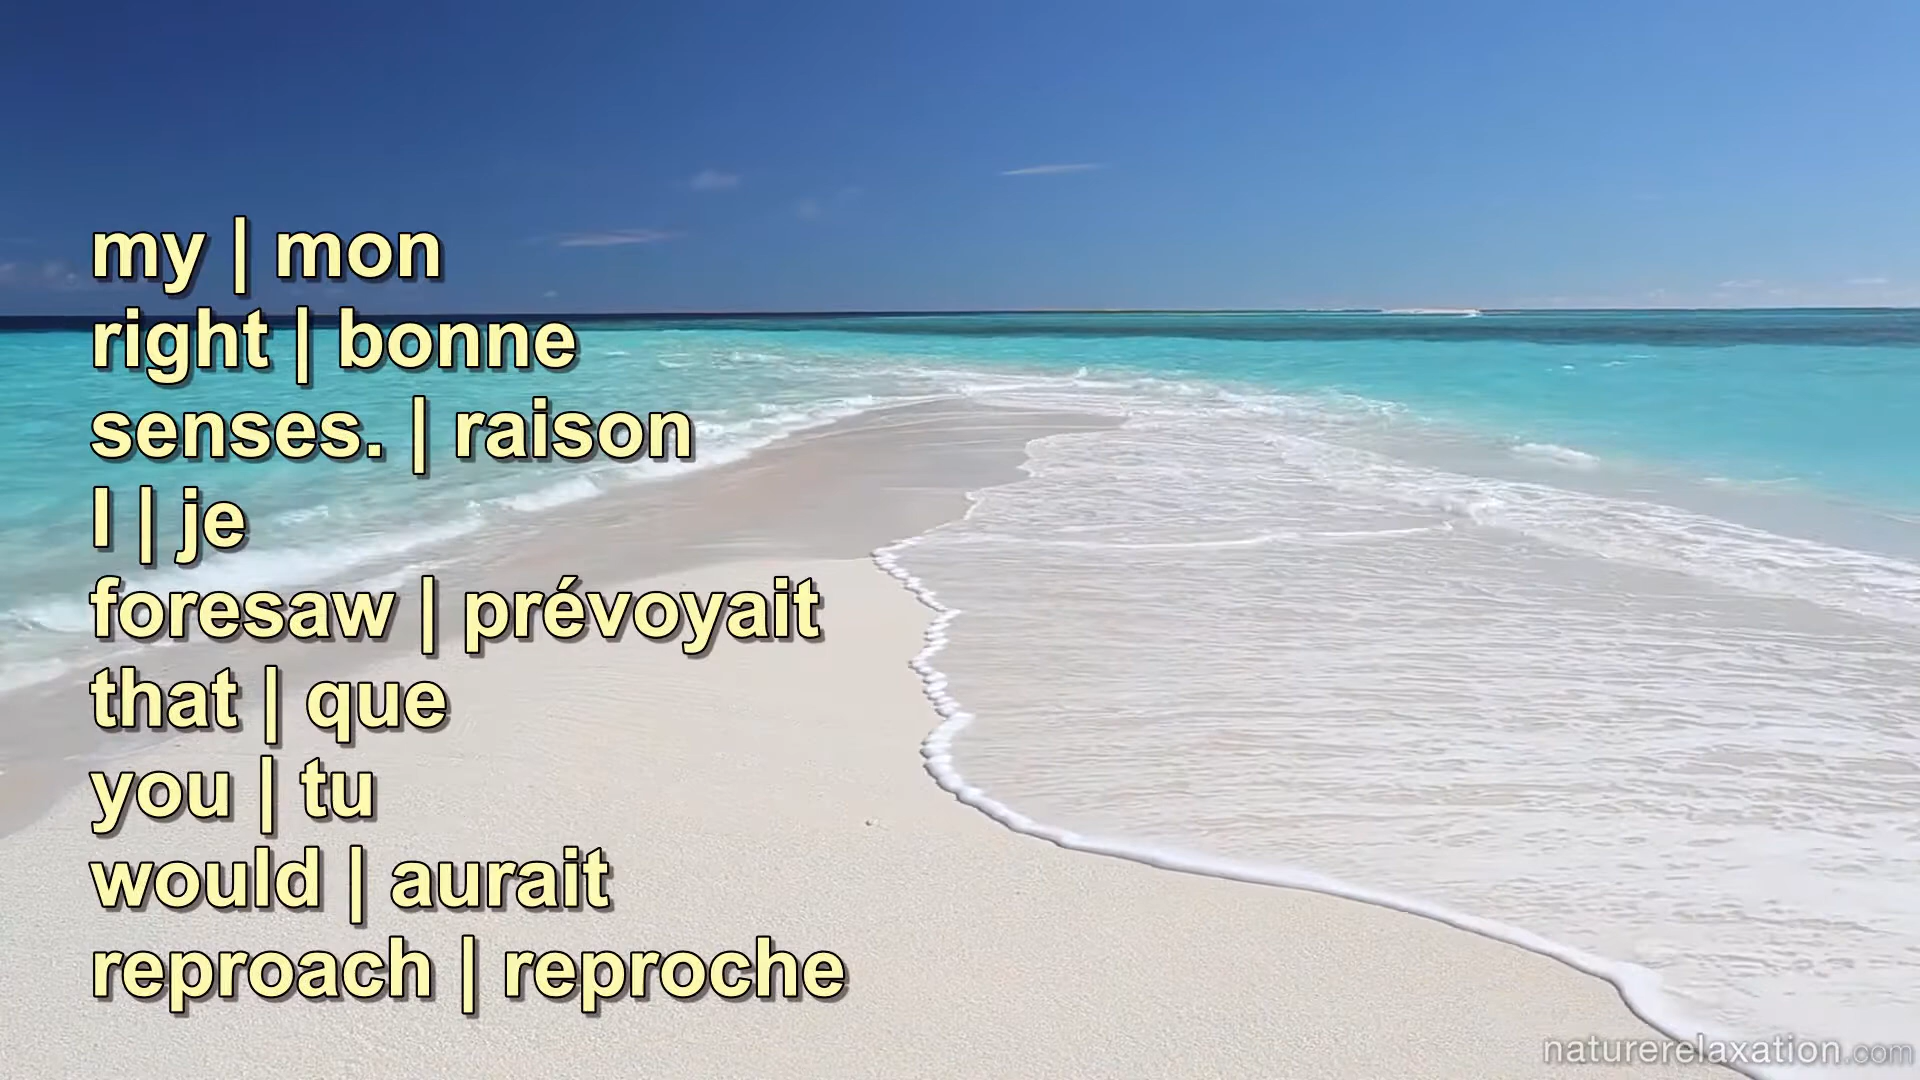 my | mon
right | bonne
senses. | raison
I | je
foresaw | prévoyait
that | que
you | tu
would | aurait
reproach | reproche
naturerelaxation.com